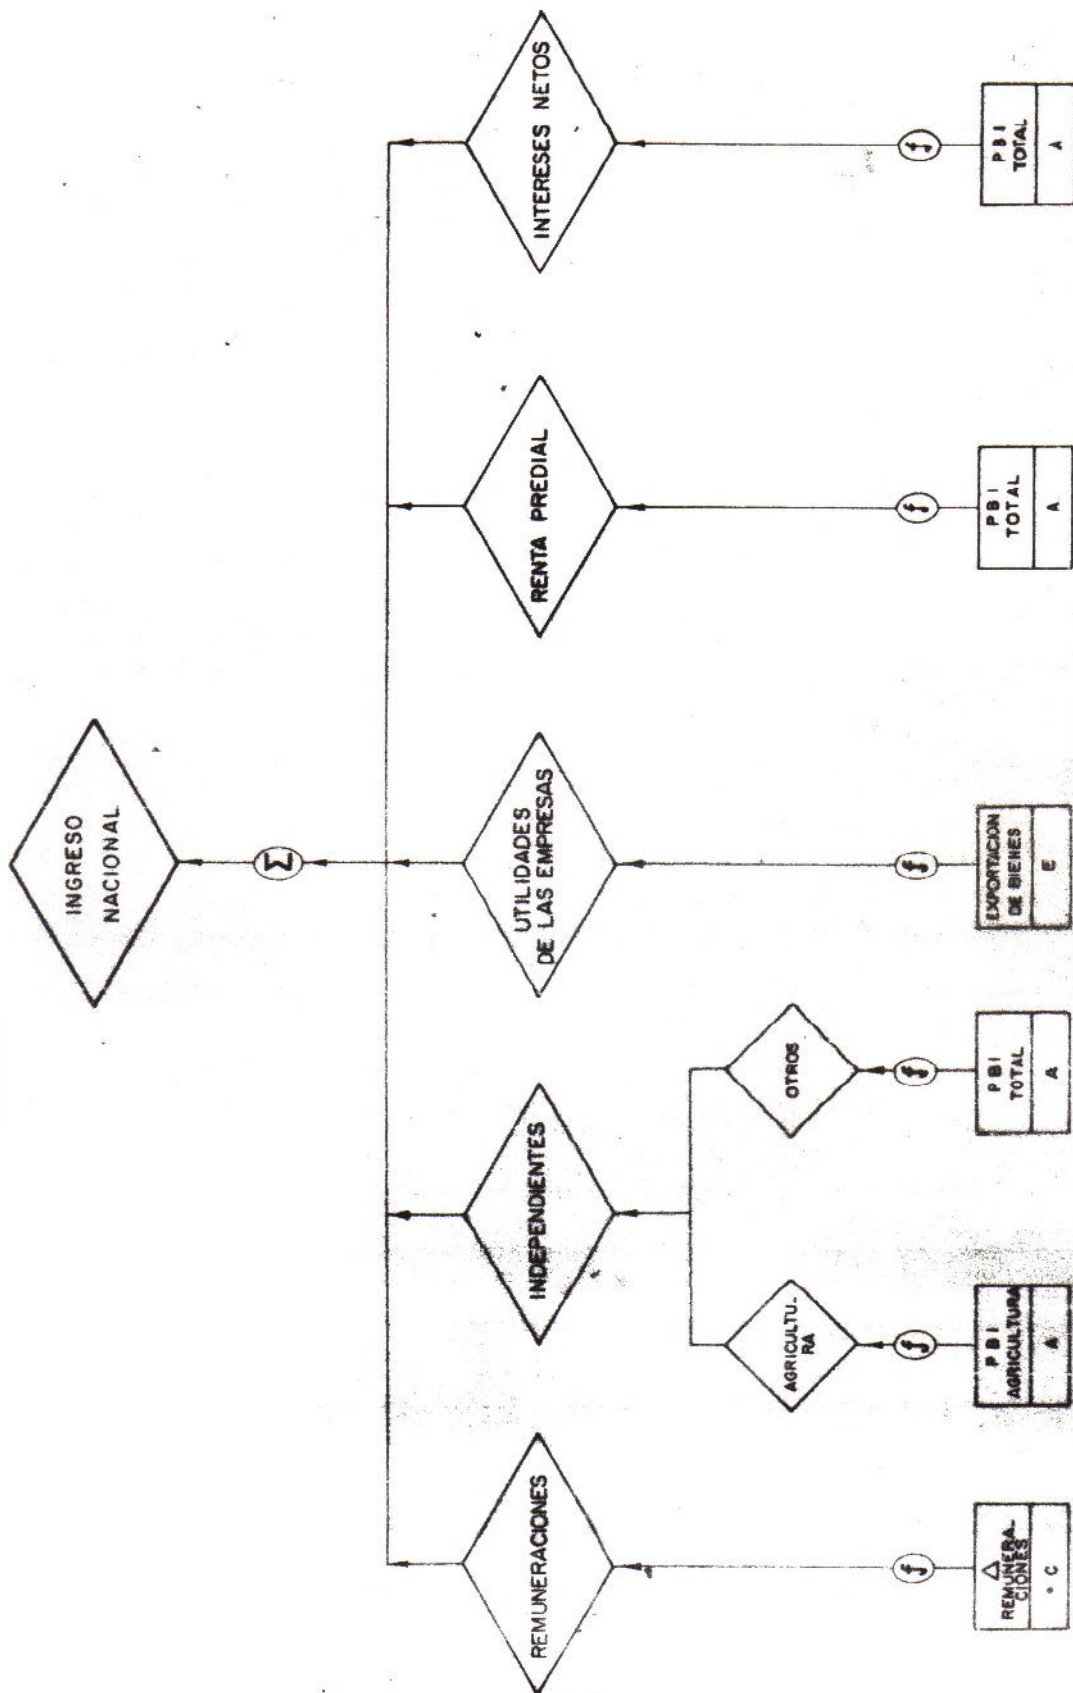 INGRESO
NACIONAL
Σ
REMUNERACIONES
INDEPENDIENTES
UTILIDADES
DE LAS EMPRESAS
RENTA PREDIAL
INTERESES NETOS
AGRICULTU-
RA
OTROS
f
f
f
f
f
f
Δ
REMUNERA-
CIONES
C
PBI
AGRICULTURA
A
PBI
TOTAL
A
EXPORTACION
DE BIENES
E
PBI
TOTAL
A
PBI
TOTAL
A